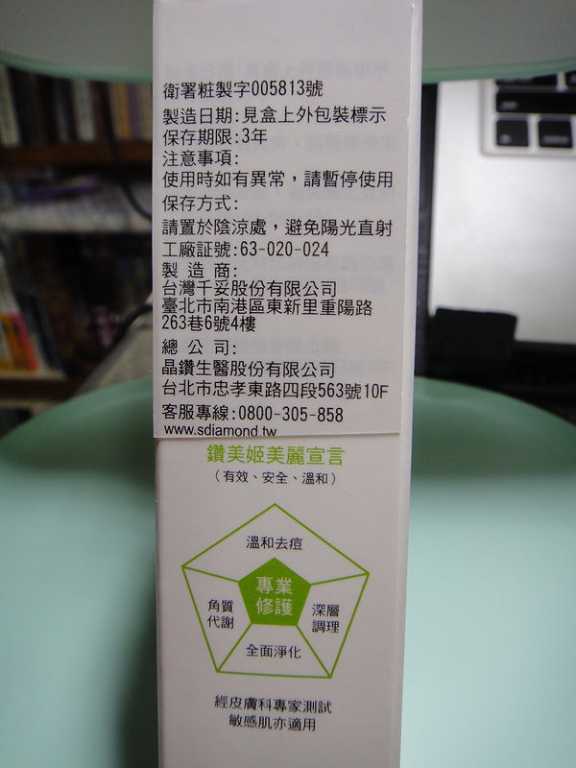 衛署粧製字005813號
製造日期:見盒上外包裝標示
保存期限:3年
注意事項:
使用時如有異常，請暫停使用
保存方式:
請置於陰涼處，避免陽光直射
工廠証號:63-020-024
製造商:
台灣千妥股份有限公司
臺北市南港區東新里重陽路
263巷6號4樓
總公司:
晶鑽生醫股份有限公司
台北市忠孝東路四段563號10F
客服專線:0800-305-858
www.sdiamond.tw
鑽美姬美麗宣言
（有效、安全、溫和）
溫和去痘
專業
修護
角質
代謝
深層
調理
全面淨化
經皮膚科專家測試
敏感肌亦適用